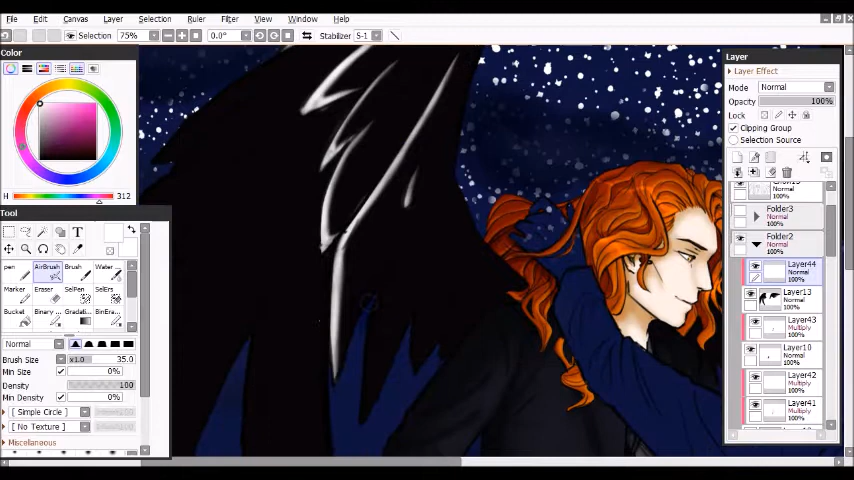 File Edit Canvas Layer Selection Ruler Filter View Window Help
Selection 75% 0.0° Stabilizer S-1
Color
H 312
Tool
T
pen AirBrush Brush Water
Marker Eraser SelPen SelErs
Bucket Binary Gradati
Normal
Brush Size x1.0 35.0
Min Size 0%
Density 100
Min Density 0%
[ Simple Circle ]
[ No Texture ]
Miscellaneous
Layer
Layer Effect
Mode Normal
Opacity 100%
Lock
Clipping Group
Selection Source
Folder3
Normal
100%
Folder2
Normal
100%
Layer44
Normal
100%
Layer13
Normal
100%
Layer43
Multiply
100%
Layer10
Normal
100%
Layer42
Multiply
100%
Layer41
Multiply
100%